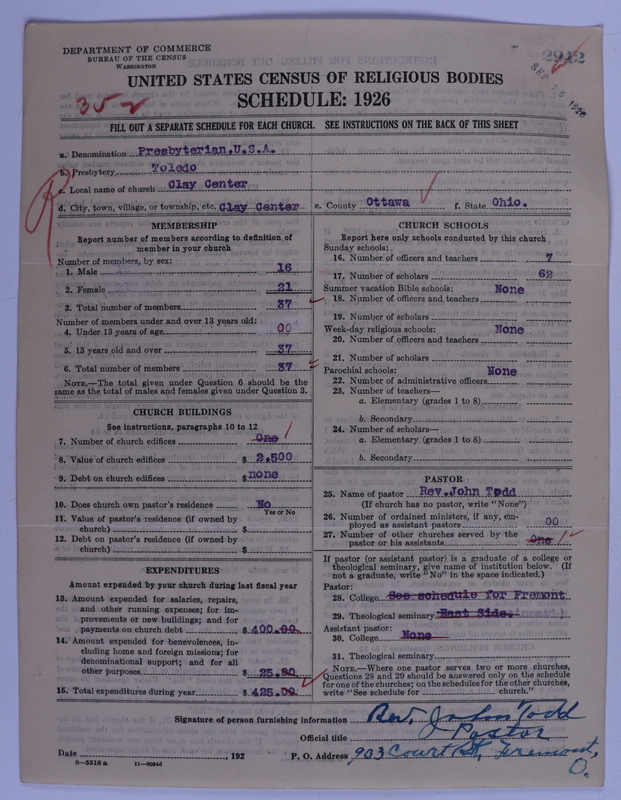 DEPARTMENT OF COMMERCE
BUREAU OF THE CENSUS
WASHINGTON
2942
SEP 15 1926
UNITED STATES CENSUS OF RELIGIOUS BODIES
SCHEDULE: 1926
352
FILL OUT A SEPARATE SCHEDULE FOR EACH CHURCH. SEE INSTRUCTIONS ON THE BACK OF THIS SHEET
a. Denomination Presbyterian, U.S.A.
b. Presbytery Toledo
c. Local name of church Clay Center
d. City, town, village, or township, etc. Clay Center e. County Ottawa f. State Ohio.
MEMBERSHIP
Report number of members according to definition of
member in your church
Number of members, by sex:
1. Male 16
2. Female 21
3. Total number of members 37
Number of members under and over 13 years old:
4. Under 13 years of age 00
5. 13 years old and over 37
6. Total number of members 37
NOTE.—The total given under Question 6 should be
same as the total of males and females given under Question 3.
CHURCH BUILDINGS
See instructions, paragraphs 10 to 12
7. Number of church edifices One 1
8. Value of church edifices $ 2,500
9. Debt on church edifices $ none
10. Does church own pastor's residence No
Yes or No
11. Value of pastor's residence (if owned by
church) $
12. Debt on pastor's residence (if owned by
church) $
EXPENDITURES
Amount expended by your church during last fiscal year
13. Amount expended for salaries, repairs,
and other running expenses; for im-
provements or new buildings; and for
payments on church debt $ 400.00
14. Amount expended for benevolences, in-
cluding home and foreign missions; for
denominational support; and for all
other purposes $ 25.00
15. Total expenditures during year $ 425.00
CHURCH SCHOOLS
Report here only schools conducted by this church
Sunday schools:
16. Number of officers and teachers 7
17. Number of scholars 62
Summer vacation Bible schools: None
18. Number of officers and teachers
19. Number of scholars
Week-day religious schools: None
20. Number of officers and teachers
21. Number of scholars
Parochial schools: None
22. Number of administrative officers
23. Number of teachers—
a. Elementary (grades 1 to 8)
b. Secondary
24. Number of scholars—
a. Elementary (grades 1 to 8)
b. Secondary
PASTOR
25. Name of pastor Rev. John Todd
(If church has no pastor, write "None")
26. Number of ordained ministers, if any, em-
ployed as assistant pastors 00
27. Number of other churches served by the
pastor or his assistants One 1
If pastor (or assistant pastor) is a graduate of a college or
theological seminary, give name of institution below. (If
not a graduate, write "No" in the space indicated.)
Pastor:
28. College See schedule for Fremont
29. Theological seminary East Side.
Assistant pastor:
30. College None
31. Theological seminary
NOTE.—Where one pastor serves two or more churches,
Questions 28 and 29 should be answered only on the schedule
for one of the churches; on the schedules for the other churches,
write "See schedule for church."
Signature of person furnishing information Rev. John Todd
Official title Pastor
Date , 192 P. O. Address 903 Court St, Fremont,
O.
8—5318a 11—90844